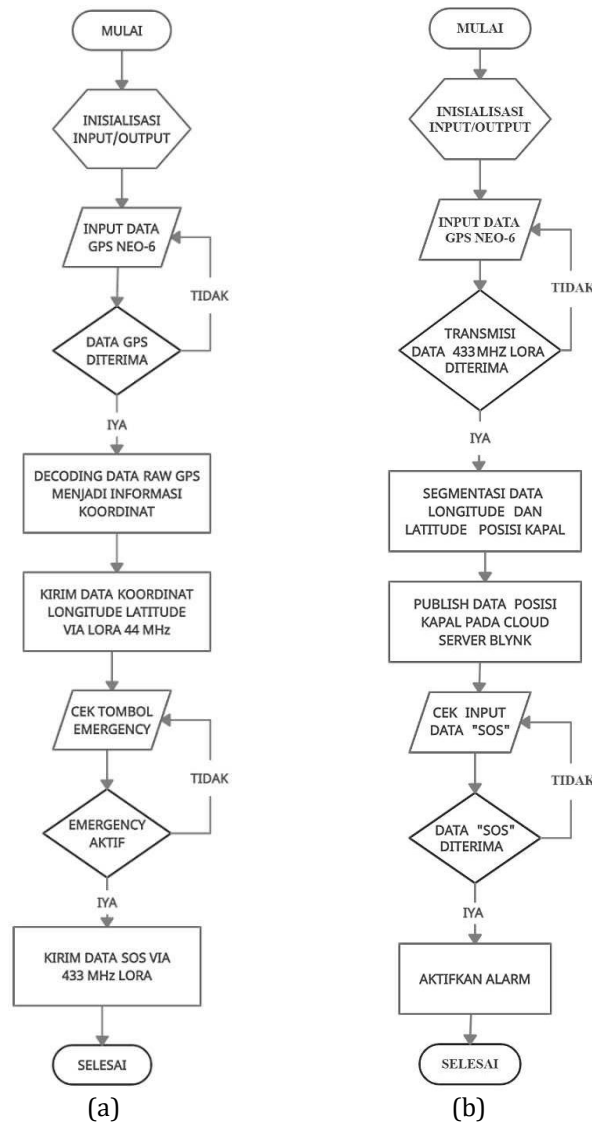 MULAI
INISIALISASI
INPUT/OUTPUT
INPUT DATA
GPS NEO-6
TIDAK
DATA GPS
DITERIMA
IYA
DECODING DATA RAW GPS
MENJADI INFORMASI
KOORDINAT
KIRIM DATA KOORDINAT
LONGITUDE LATITUDE
VIA LORA 44 MHz
CEK TOMBOL
EMERGENCY
TIDAK
EMERGENCY
AKTIF
IYA
KIRIM DATA SOS VIA
433 MHz LORA
SELESAI
(a)
MULAI
INISIALISASI
INPUT/OUTPUT
INPUT DATA
GPS NEO-6
TIDAK
TRANSMISI
DATA 433 MHZ LORA
DITERIMA
IYA
SEGMENTASI DATA
LONGITUDE DAN
LATITUDE POSISI KAPAL
PUBLISH DATA POSISI
KAPAL PADA CLOUD
SERVER BLYNK
CEK INPUT
DATA "SOS"
TIDAK
DATA "SOS"
DITERIMA
IYA
AKTIFKAN ALARM
SELESAI
(b)